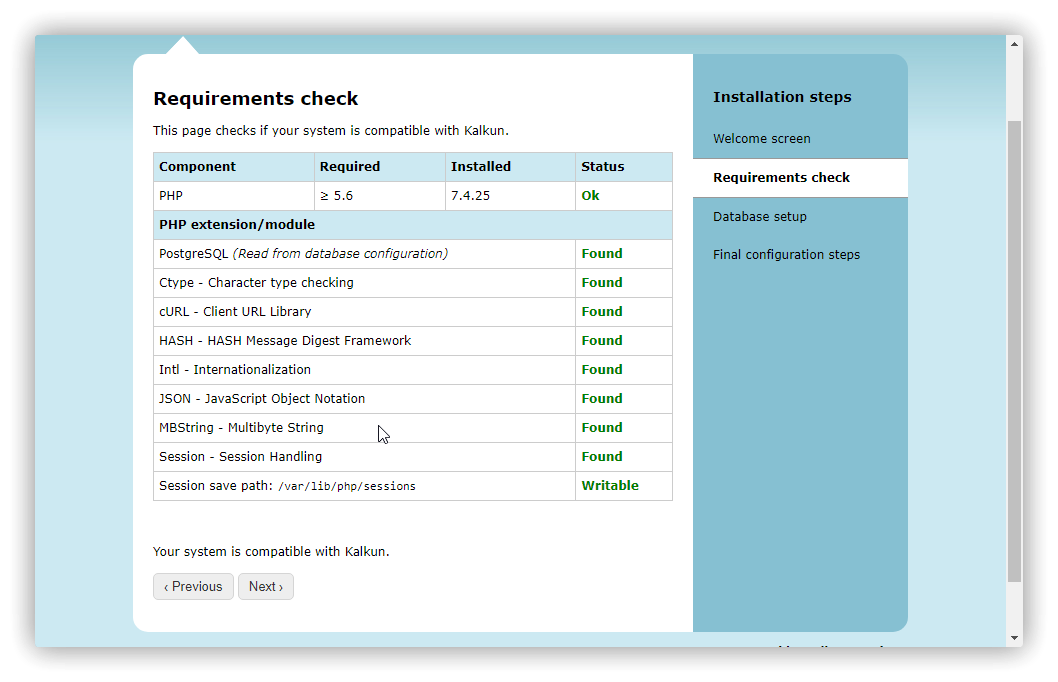 Requirements check
This page checks if your system is compatible with Kalkun.
Component Required Installed Status
PHP ≥ 5.6 7.4.25 Ok
PHP extension/module
PostgreSQL (Read from database configuration) Found
Ctype - Character type checking Found
cURL - Client URL Library Found
HASH - HASH Message Digest Framework Found
Intl - Internationalization Found
JSON - JavaScript Object Notation Found
MBString - Multibyte String Found
Session - Session Handling Found
Session save path: /var/lib/php/sessions Writable
Your system is compatible with Kalkun.
‹ Previous Next ›
Installation steps
Welcome screen
Requirements check
Database setup
Final configuration steps